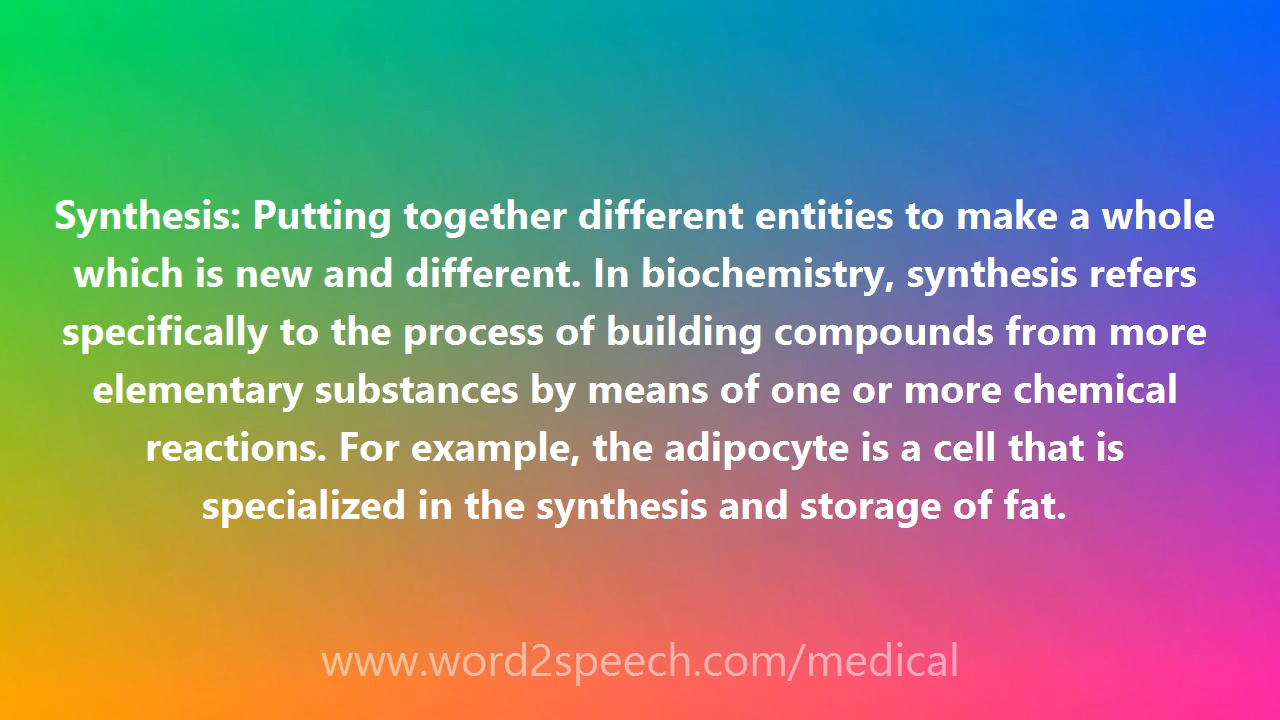 Synthesis: Putting together different entities to make a whole
which is new and different. In biochemistry, synthesis refers
specifically to the process of building compounds from more
elementary substances by means of one or more chemical
reactions. For example, the adipocyte is a cell that is
specialized in the synthesis and storage of fat.
www.word2speech.com/medical